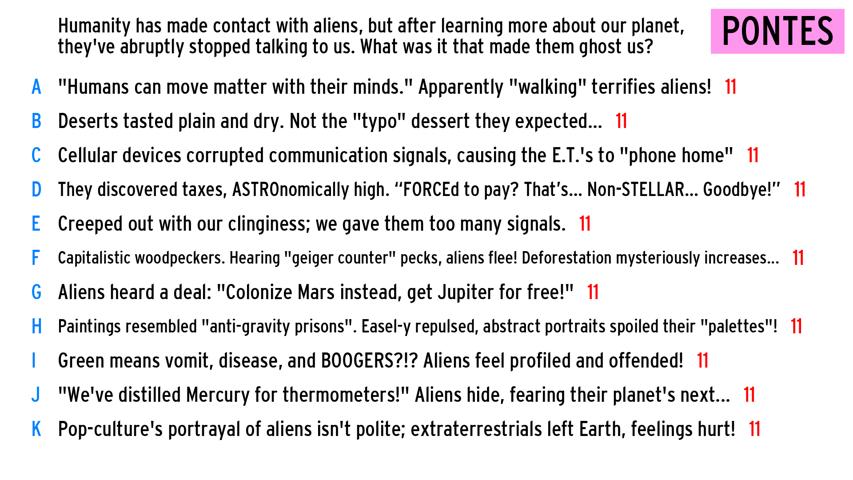 Humanity has made contact with aliens, but after learning more about our planet,
they've abruptly stopped talking to us. What was it that made them ghost us?
PONTES
A "Humans can move matter with their minds." Apparently "walking" terrifies aliens! 11
B Deserts tasted plain and dry. Not the "typo" dessert they expected... 11
C Cellular devices corrupted communication signals, causing the E.T.'s to "phone home" 11
D They discovered taxes, ASTROnomically high. “FORCEd to pay? That’s... Non-STELLAR... Goodbye!” 11
E Creeped out with our clinginess; we gave them too many signals. 11
F Capitalistic woodpeckers. Hearing "geiger counter" pecks, aliens flee! Deforestation mysteriously increases... 11
G Aliens heard a deal: "Colonize Mars instead, get Jupiter for free!" 11
H Paintings resembled "anti-gravity prisons". Easel-y repulsed, abstract portraits spoiled their "palettes"! 11
I Green means vomit, disease, and BOOGERS?!? Aliens feel profiled and offended! 11
J "We've distilled Mercury for thermometers!" Aliens hide, fearing their planet's next... 11
K Pop-culture's portrayal of aliens isn't polite; extraterrestrials left Earth, feelings hurt! 11